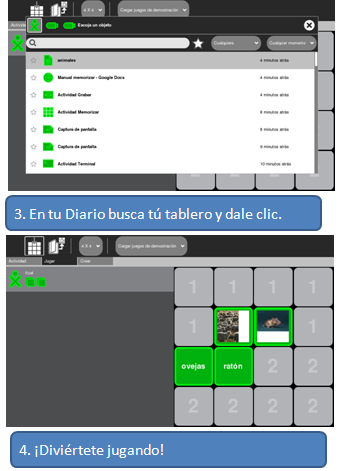 4 X 4
Cargar juegos de demostración
Escoja un objeto
Cualquiera
Cualquier momento
animales
4 minutos atrás
Manual memorizar - Google Docs
4 minutos atrás
Actividad Grabar
4 minutos atrás
Actividad Memorizar
6 minutos atrás
Captura de pantalla
8 minutos atrás
Captura de pantalla
9 minutos atrás
Actividad Terminal
10 minutos atrás
3. En tu Diario busca tú tablero y dale clic.
4 X 4
Cargar juegos de demostración
Actividad Jugar Crear
1 1 1 1
1 1
ovejas ratón 2 2
2 2 2 2
4. ¡Diviértete jugando!